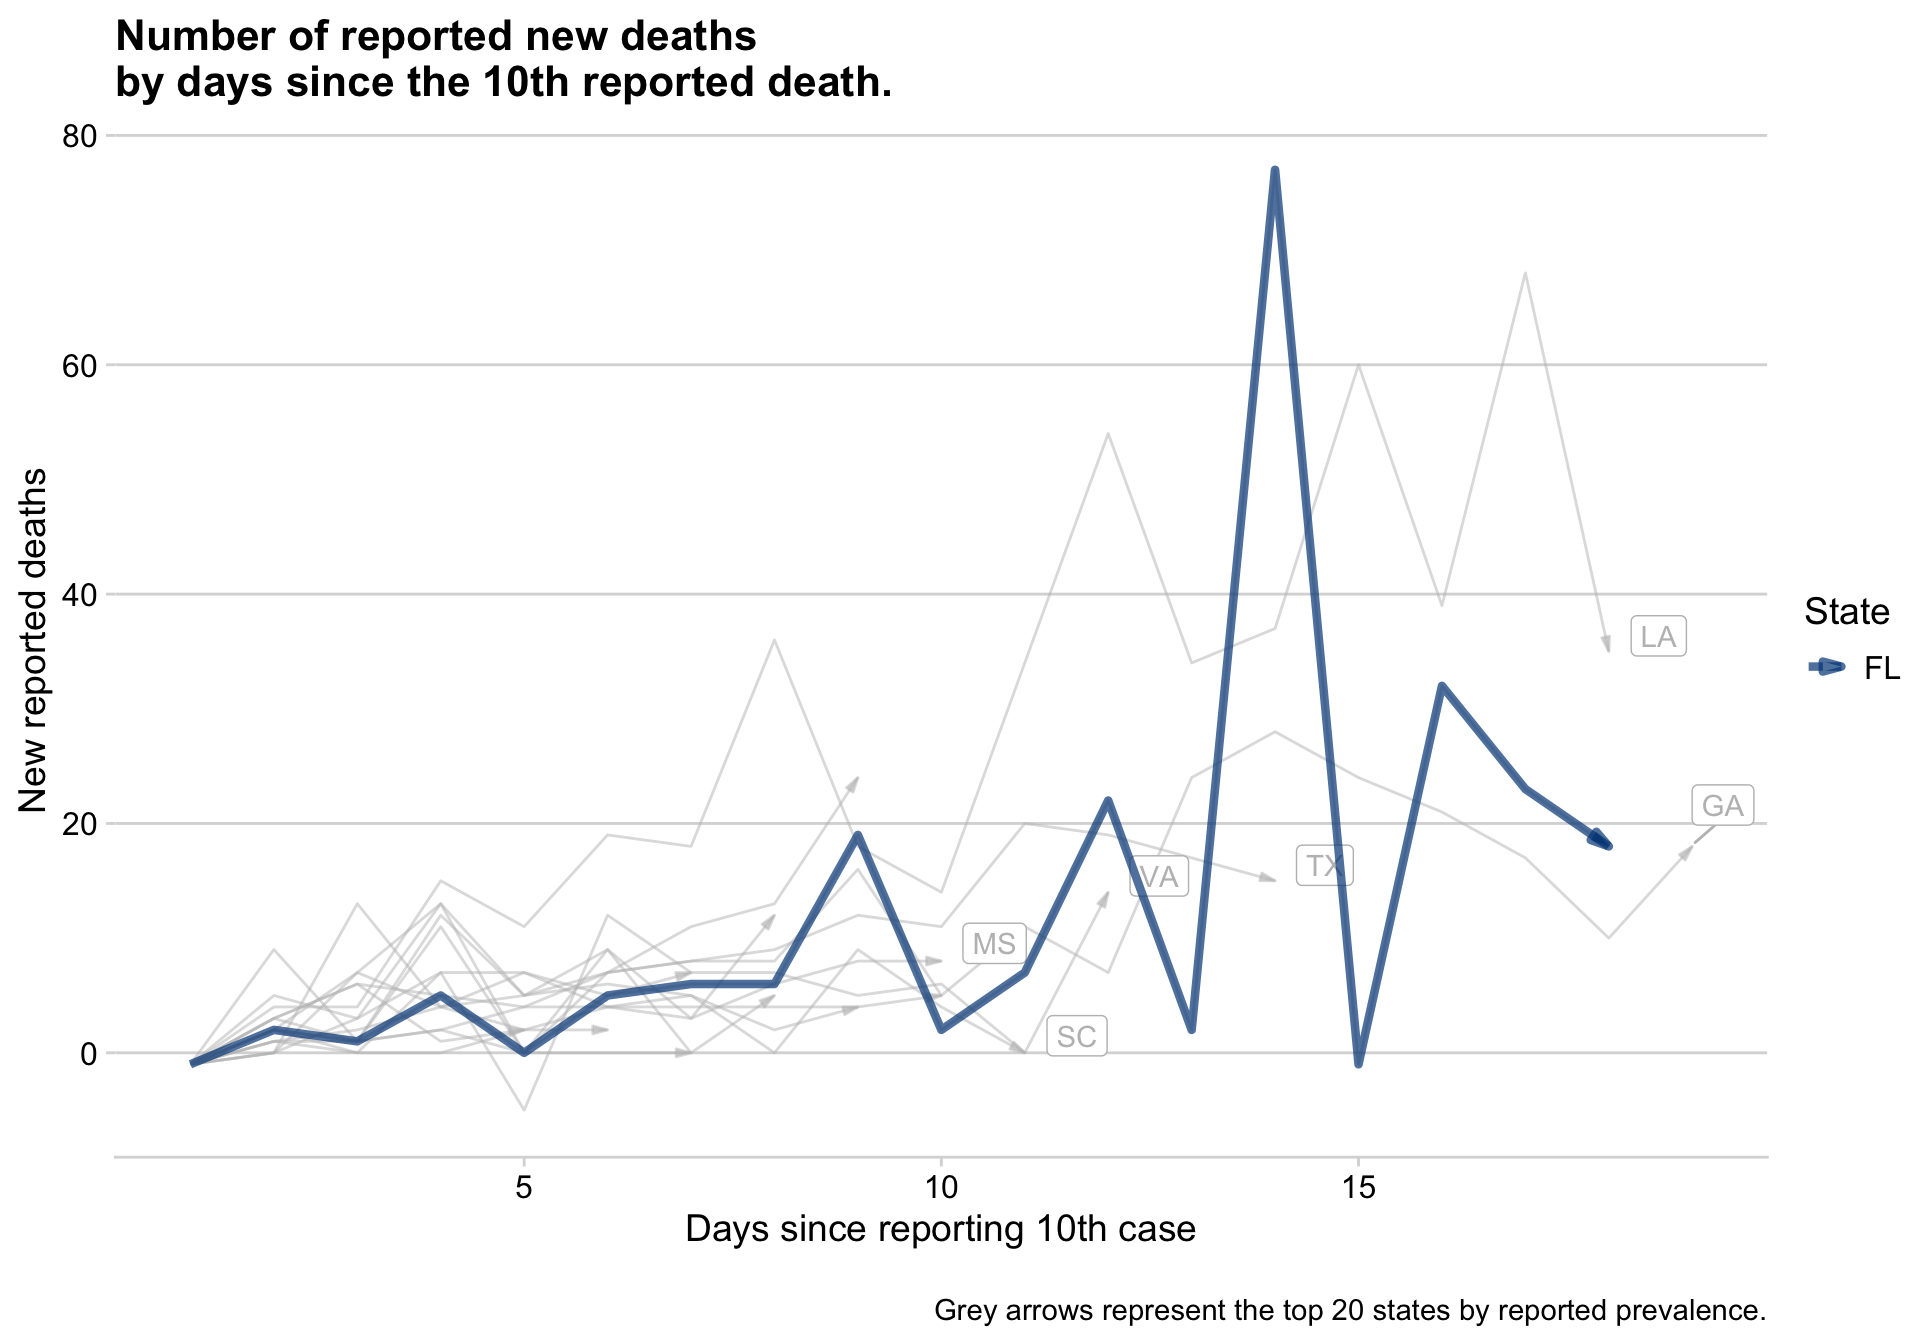 Number of reported new deaths
by days since the 10th reported death.
80
60
40
20
0
New reported deaths
LA
GA
TX
VA
MS
SC
State
FL
5
10
15
Days since reporting 10th case
Grey arrows represent the top 20 states by reported prevalence.